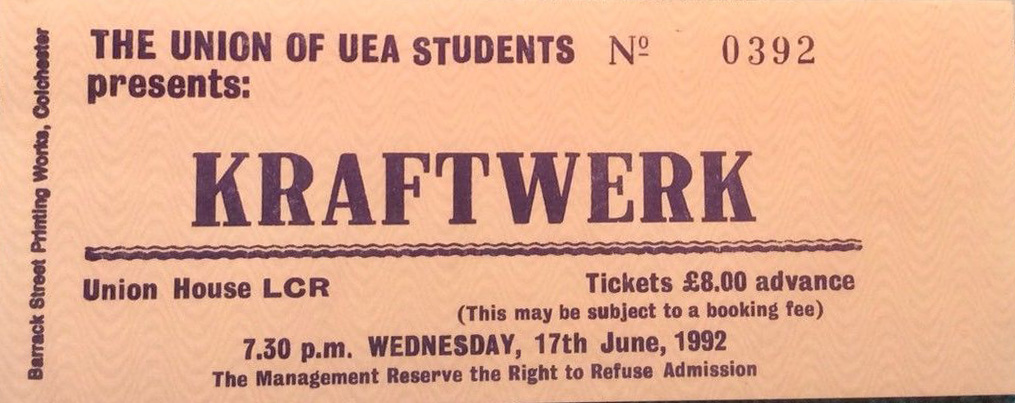 THE UNION OF UEA STUDENTS Nº 0392
presents:
KRAFTWERK
Union House LCR Tickets £8.00 advance
(This may be subject to a booking fee)
7.30 p.m. WEDNESDAY, 17th June, 1992
The Management Reserve the Right to Refuse Admission
Barrack Street Printing Works, Colchester